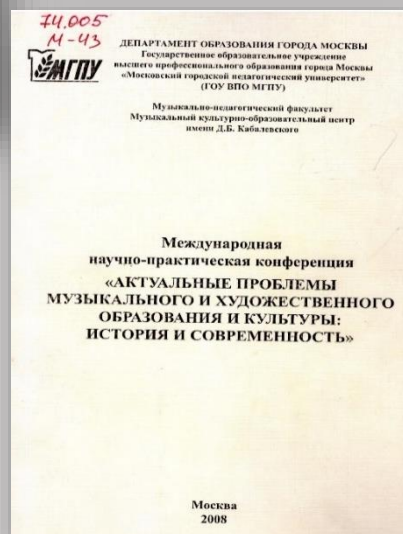 74.005
М-43
МГПУ
ДЕПАРТАМЕНТ ОБРАЗОВАНИЯ ГОРОДА МОСКВЫ
Государственное образовательное учреждение
высшего профессионального образования города Москвы
«Московский городской педагогический университет»
(ГОУ ВПО МГПУ)
Музыкально-педагогический факультет
Музыкальный культурно-образовательный центр
имени Д.Б. Кабалевского
Международная
научно-практическая конференция
«АКТУАЛЬНЫЕ ПРОБЛЕМЫ
МУЗЫКАЛЬНОГО И ХУДОЖЕСТВЕННОГО
ОБРАЗОВАНИЯ И КУЛЬТУРЫ:
ИСТОРИЯ И СОВРЕМЕННОСТЬ»
Москва
2008